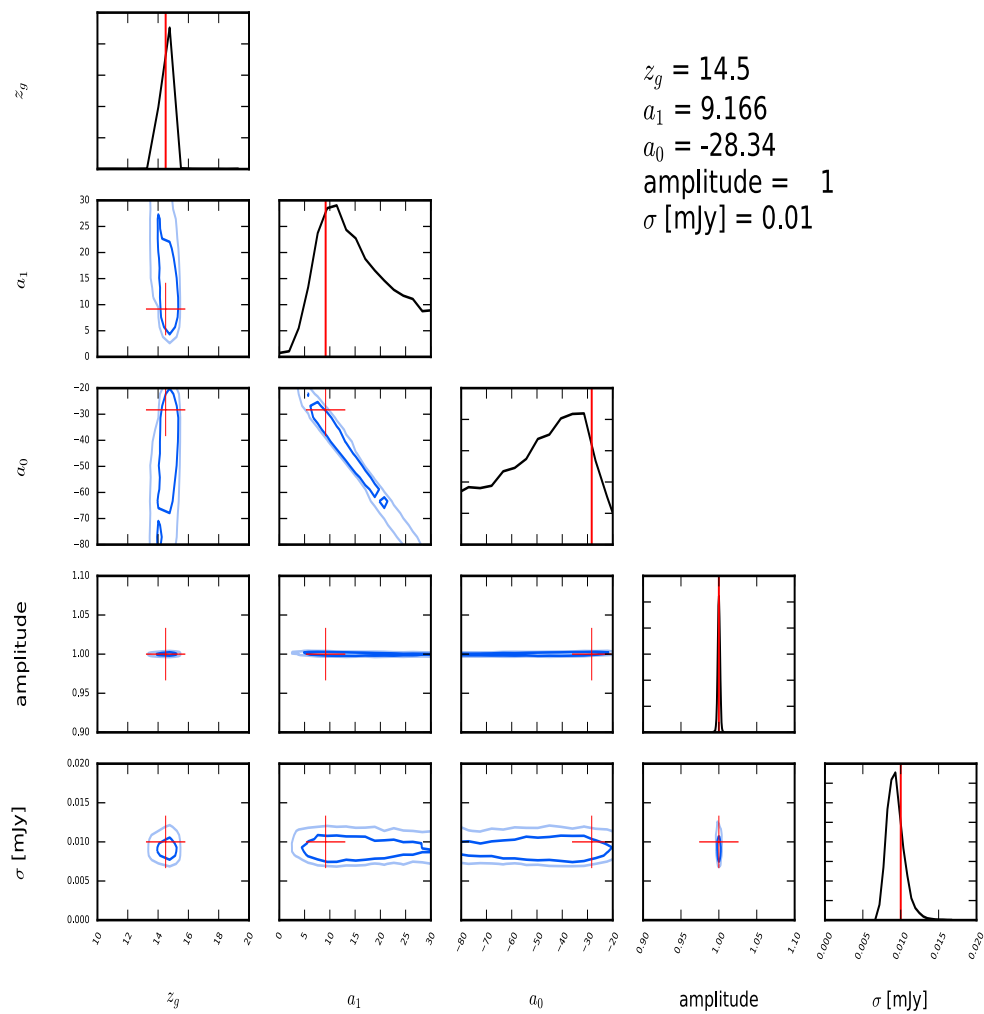 z_g
z_g = 14.5
a_1 = 9.166
a_0 = -28.34
amplitude = 1
σ [mJy] = 0.01
a_1
30
25
20
15
10
5
0
a_0
−20
−30
−40
−50
−60
−70
−80
amplitude
1.10
1.05
1.00
0.95
0.90
σ [mJy]
0.020
0.015
0.010
0.005
0.000
10 12 14 16 18 20
0 5 10 15 20 25 30
−80 −70 −60 −50 −40 −30 −20
0.90 0.95 1.00 1.05 1.10
0.000 0.005 0.010 0.015 0.020
z_g a_1 a_0 amplitude σ [mJy]